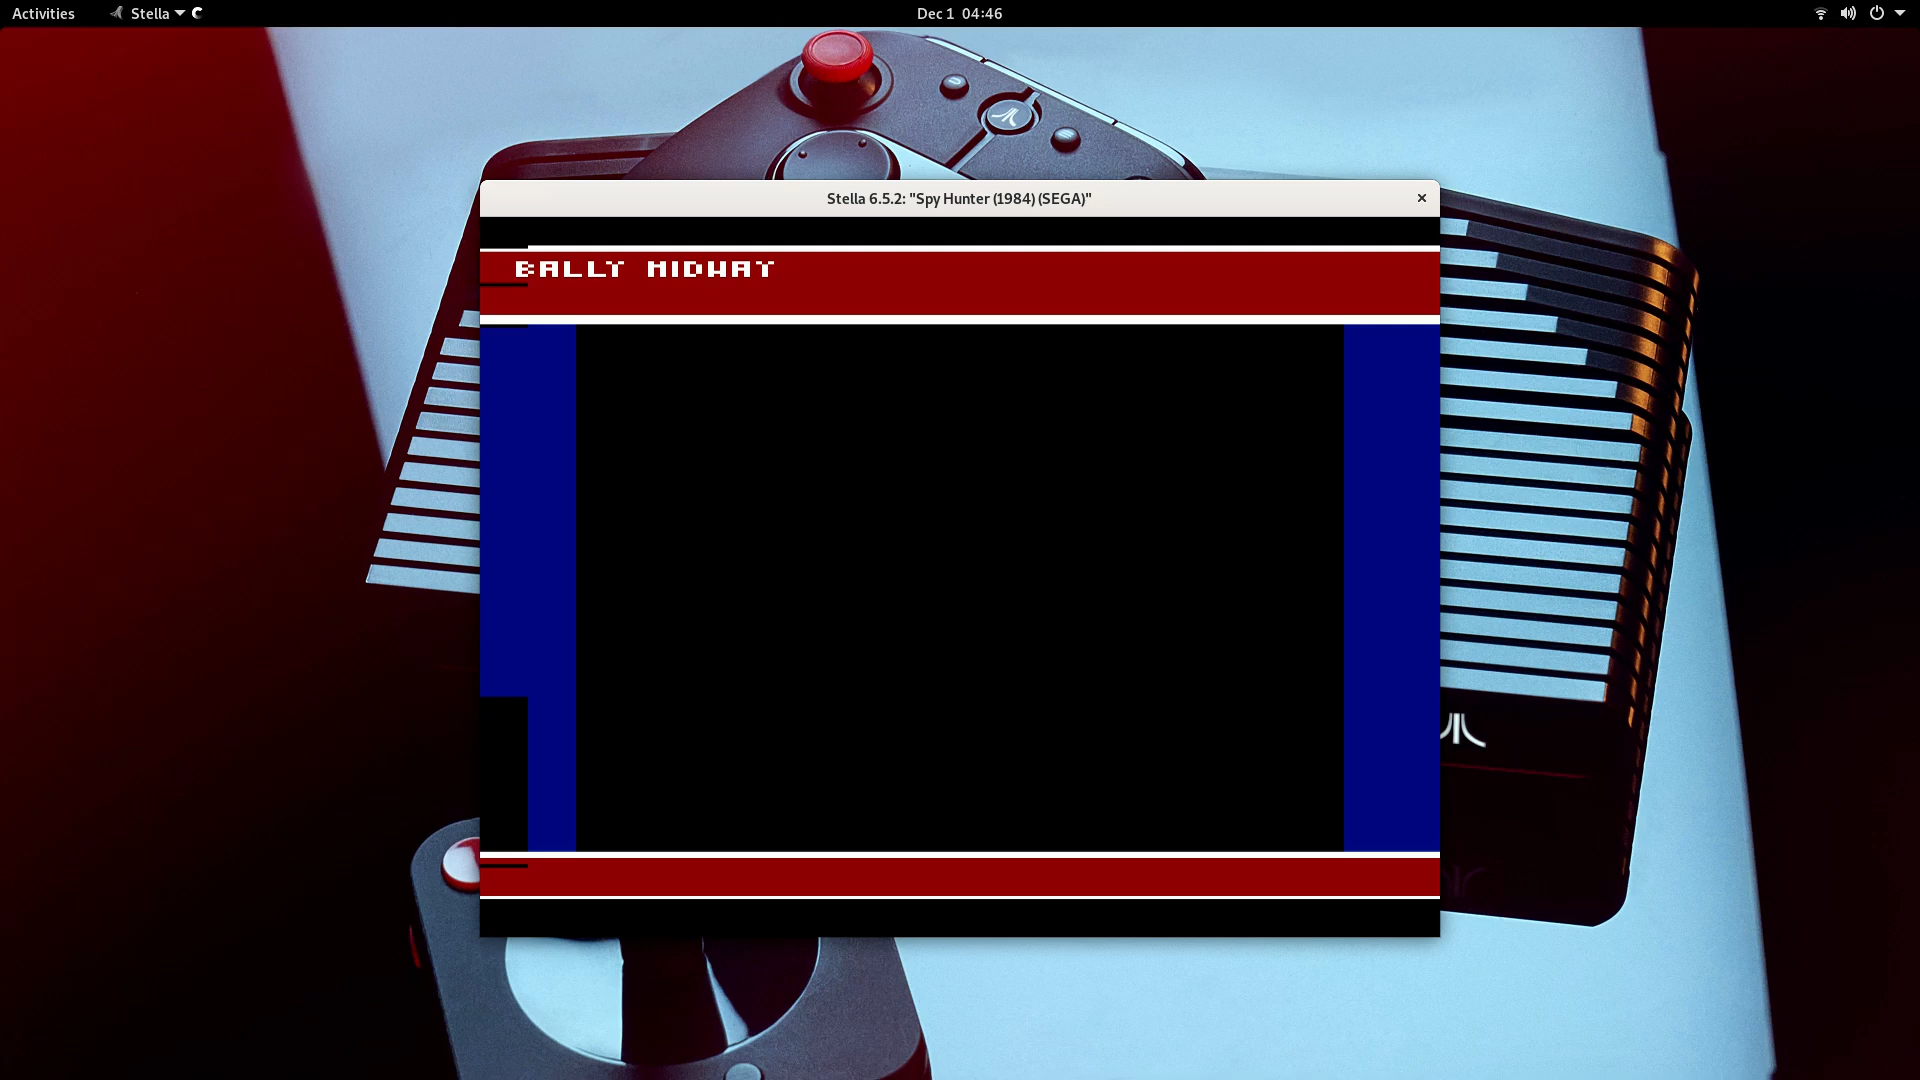 Activities
Stella
Dec 1 04:46
Stella 6.5.2: "Spy Hunter (1984) (SEGA)"
BALLY MIDWAY